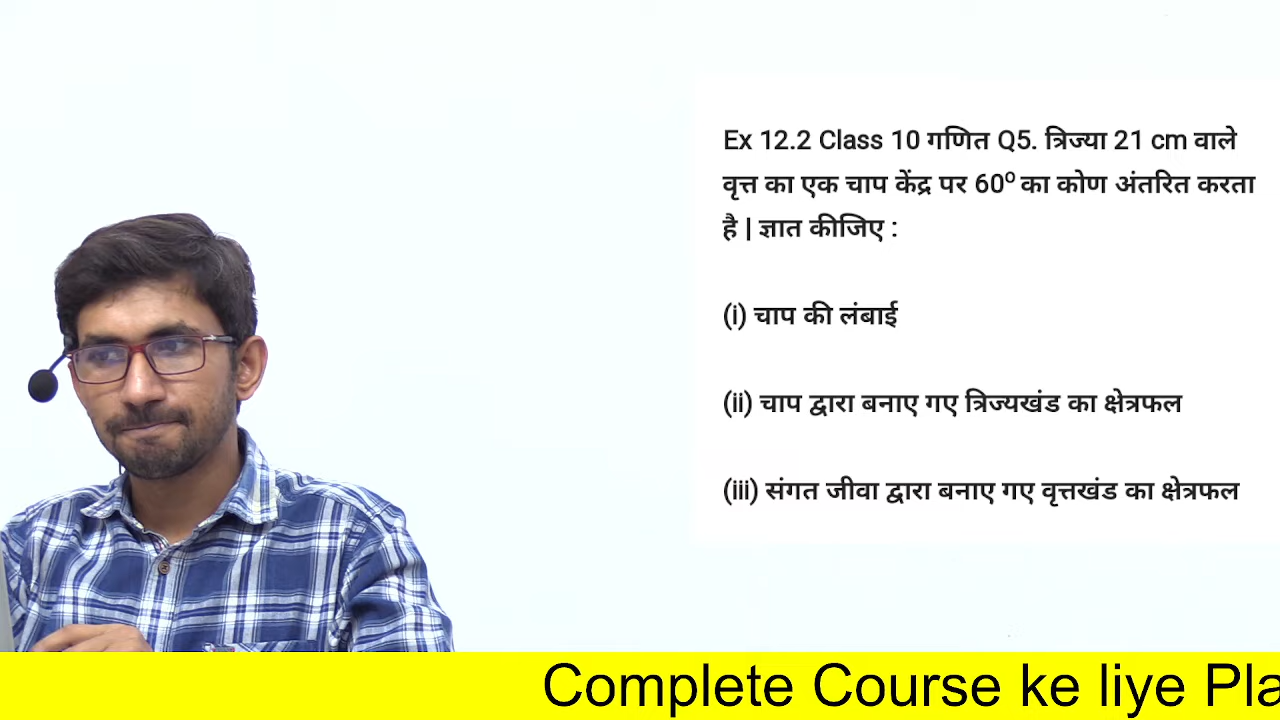 Ex 12.2 Class 10 गणित Q5. त्रिज्या 21 cm वाले
वृत्त का एक चाप केंद्र पर 60⁰ का कोण अंतरित करता
है | ज्ञात कीजिए :
(i) चाप की लंबाई
(ii) चाप द्वारा बनाए गए त्रिज्यखंड का क्षेत्रफल
(iii) संगत जीवा द्वारा बनाए गए वृत्तखंड का क्षेत्रफल
Complete Course ke liye Pla